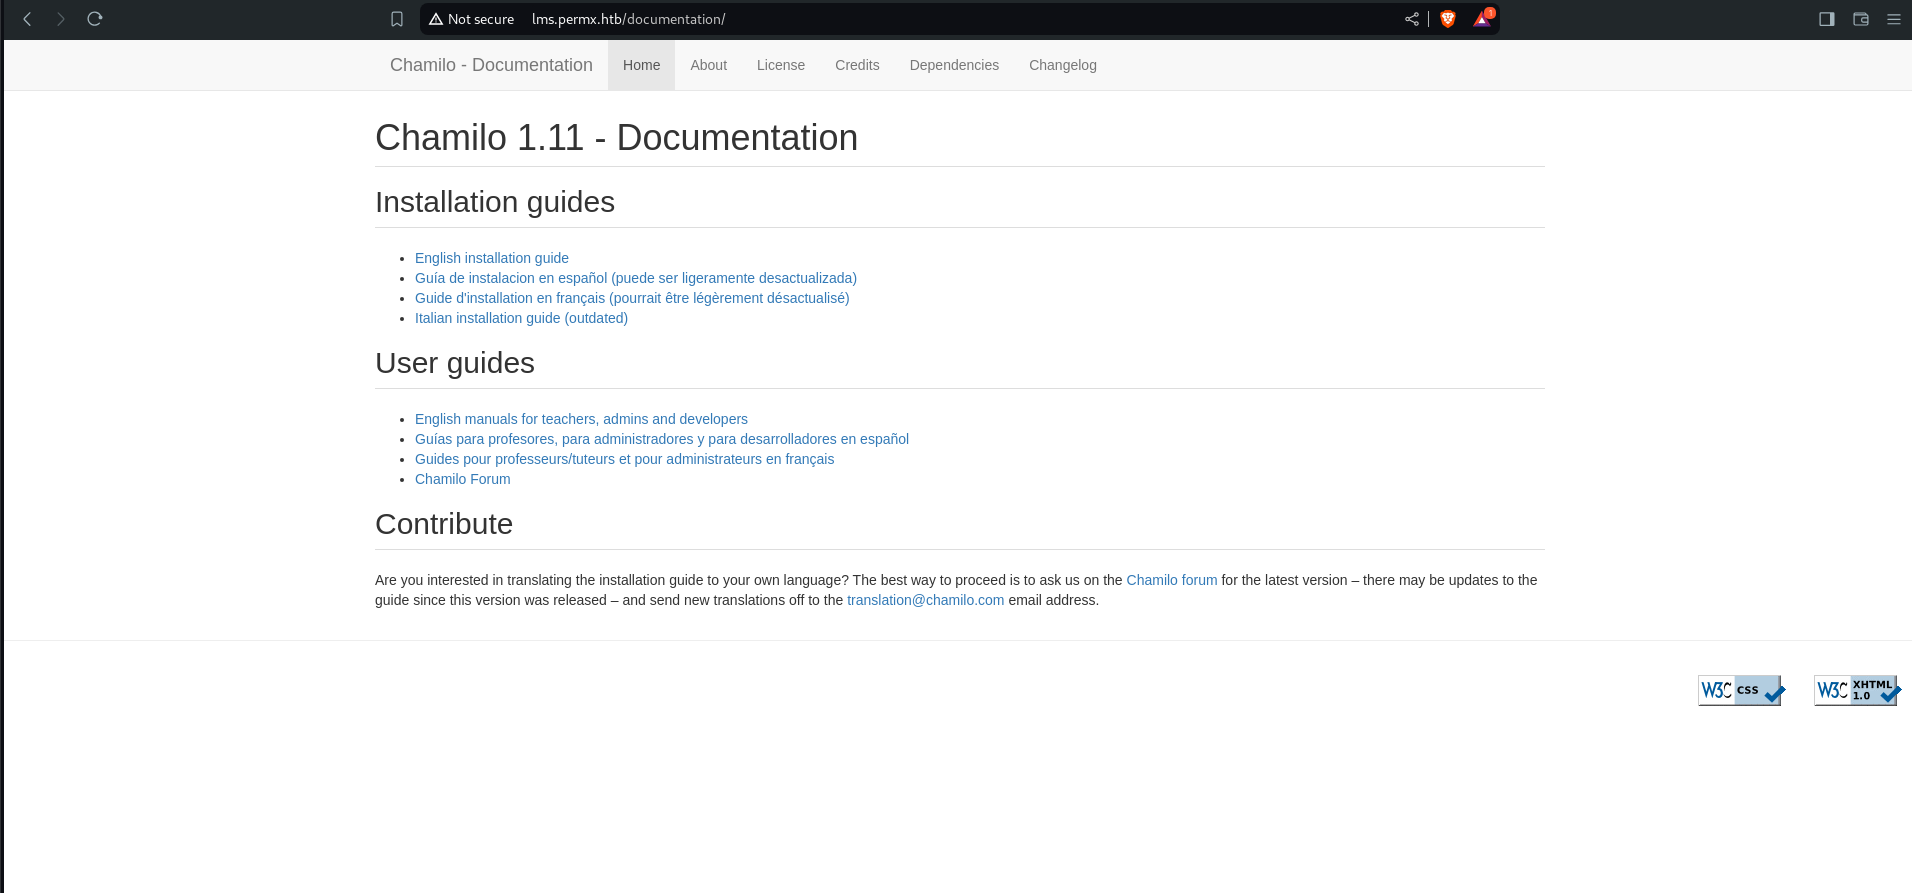 Not secure lms.permx.htb/documentation/
1
Chamilo - Documentation Home About License Credits Dependencies Changelog
Chamilo 1.11 - Documentation
Installation guides
English installation guide
Guía de instalacion en español (puede ser ligeramente desactualizada)
Guide d'installation en français (pourrait être légèrement désactualisé)
Italian installation guide (outdated)
User guides
English manuals for teachers, admins and developers
Guías para profesores, para administradores y para desarrolladores en español
Guides pour professeurs/tuteurs et pour administrateurs en français
Chamilo Forum
Contribute
Are you interested in translating the installation guide to your own language? The best way to proceed is to ask us on the Chamilo forum for the latest version – there may be updates to the
guide since this version was released – and send new translations off to the translation@chamilo.com email address.
W3C CSS W3C XHTML 1.0